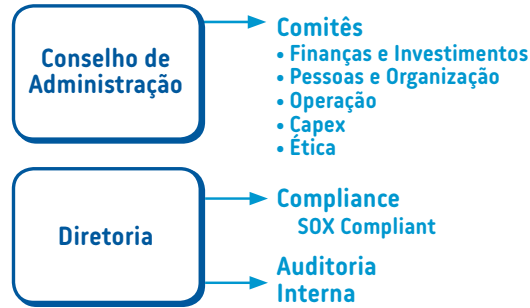 Conselho de
Administração
Comitês
• Finanças e Investimentos
• Pessoas e Organização
• Operação
• Capex
• Ética
Diretoria
Compliance
SOX Compliant
Auditoria
Interna